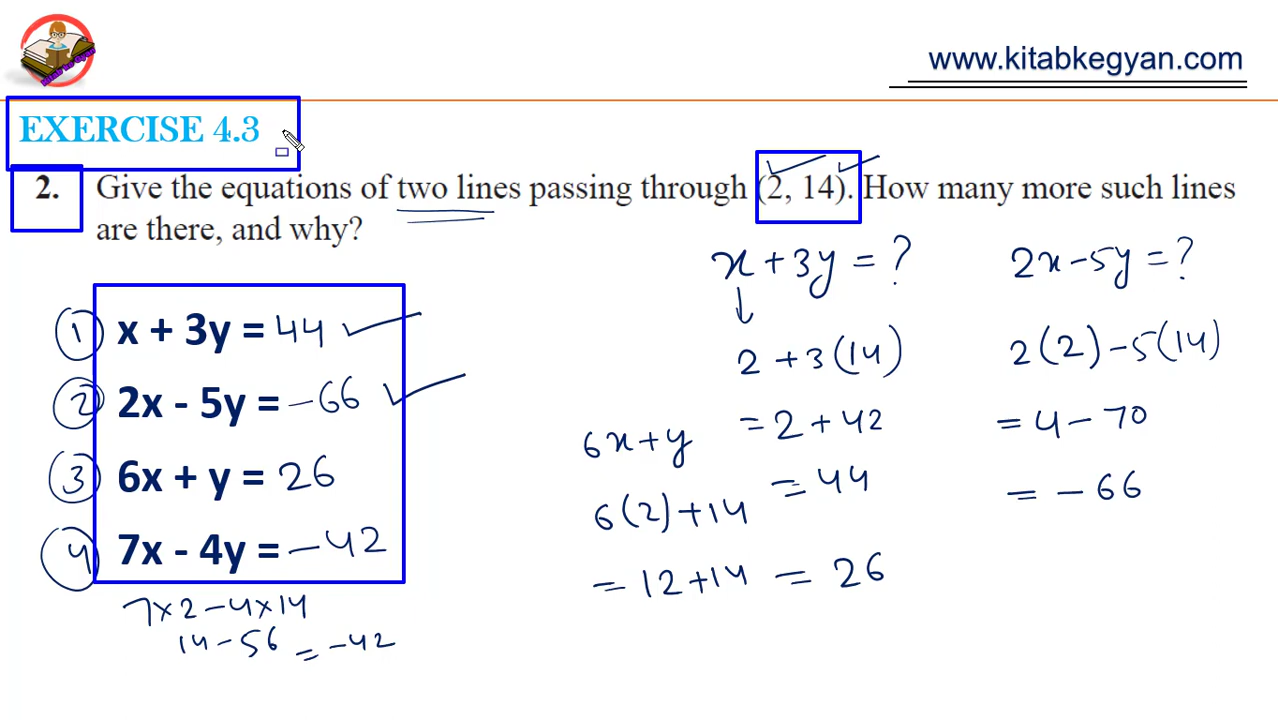 www.kitabkegyan.com
EXERCISE 4.3
2. Give the equations of two lines passing through (2, 14). How many more such lines
are there, and why?
① x + 3y = 44
② 2x - 5y = -66
③ 6x + y = 26
④ 7x - 4y = -42
7×2 - 4×14
14 - 56 = -42
6x + y
6(2) + 14
= 12 + 14 = 26
x + 3y = ?
2 + 3(14)
= 2 + 42
= 44
2x - 5y = ?
2(2) - 5(14)
= 4 - 70
= - 66